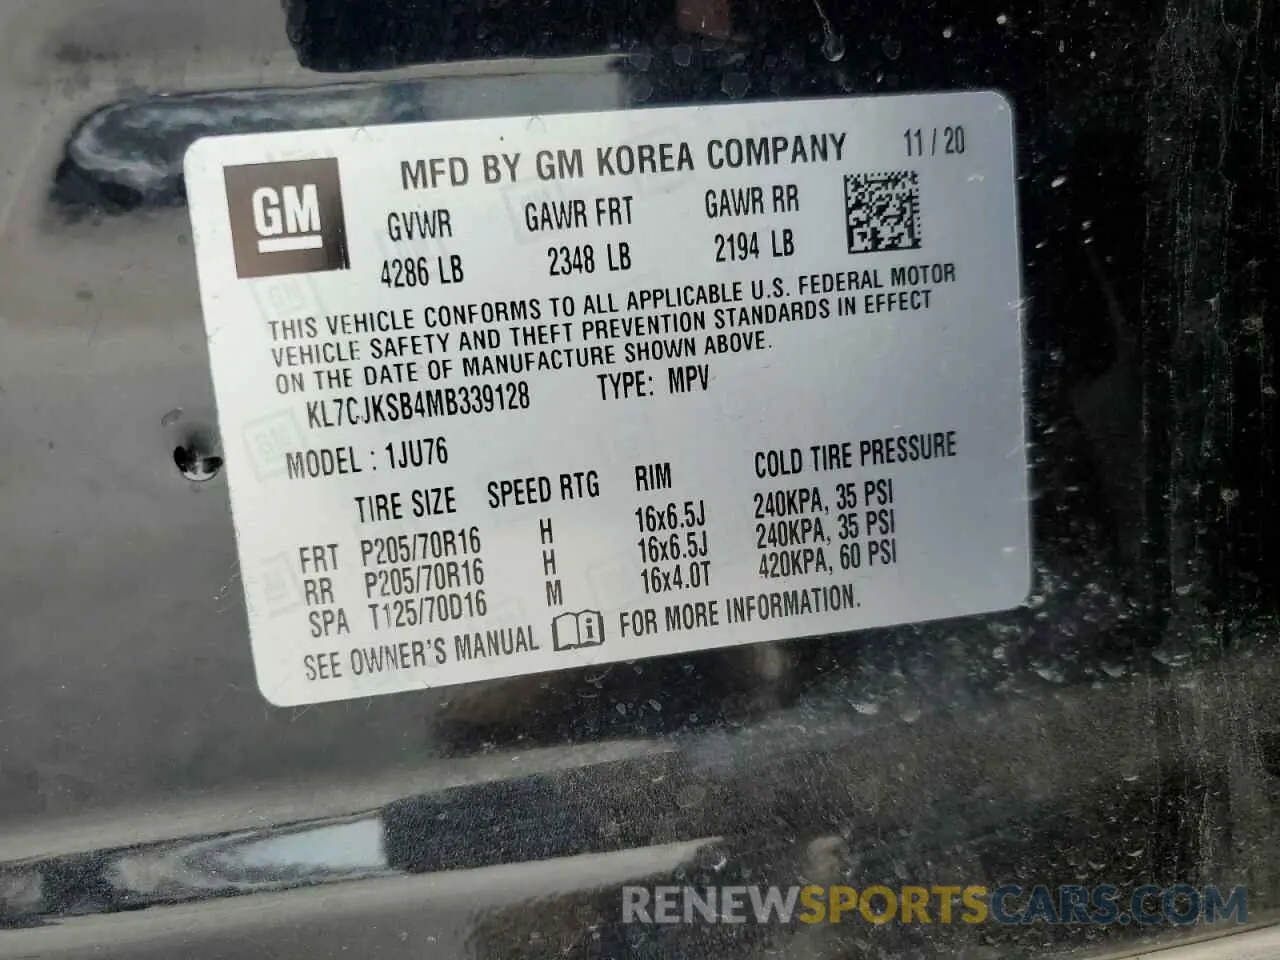 GM
MFD BY GM KOREA COMPANY 11 / 20
GVWR GAWR FRT GAWR RR
4286 LB 2348 LB 2194 LB
THIS VEHICLE CONFORMS TO ALL APPLICABLE U.S. FEDERAL MOTOR
VEHICLE SAFETY AND THEFT PREVENTION STANDARDS IN EFFECT
ON THE DATE OF MANUFACTURE SHOWN ABOVE.
KL7CJKSB4MB339128 TYPE: MPV
MODEL : 1JU76
TIRE SIZE SPEED RTG RIM COLD TIRE PRESSURE
FRT P205/70R16 H 16x6.5J 240KPA, 35 PSI
RR P205/70R16 H 16x6.5J 240KPA, 35 PSI
SPA T125/70D16 M 16x4.0T 420KPA, 60 PSI
SEE OWNER'S MANUAL i FOR MORE INFORMATION.
RENEWSPORTSCARS.COM